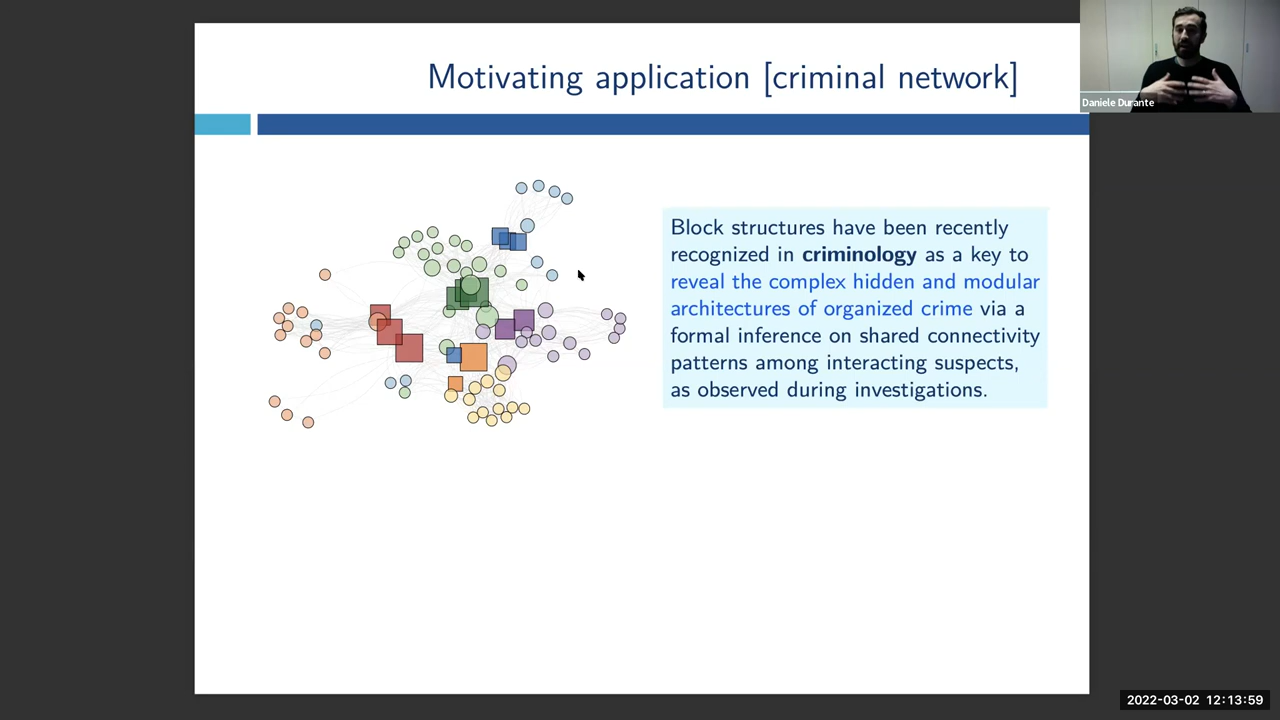 Motivating application [criminal network]
Daniele Durante
Block structures have been recently
recognized in criminology as a key to
reveal the complex hidden and modular
architectures of organized crime via a
formal inference on shared connectivity
patterns among interacting suspects,
as observed during investigations.
2022-03-02 12:13:59